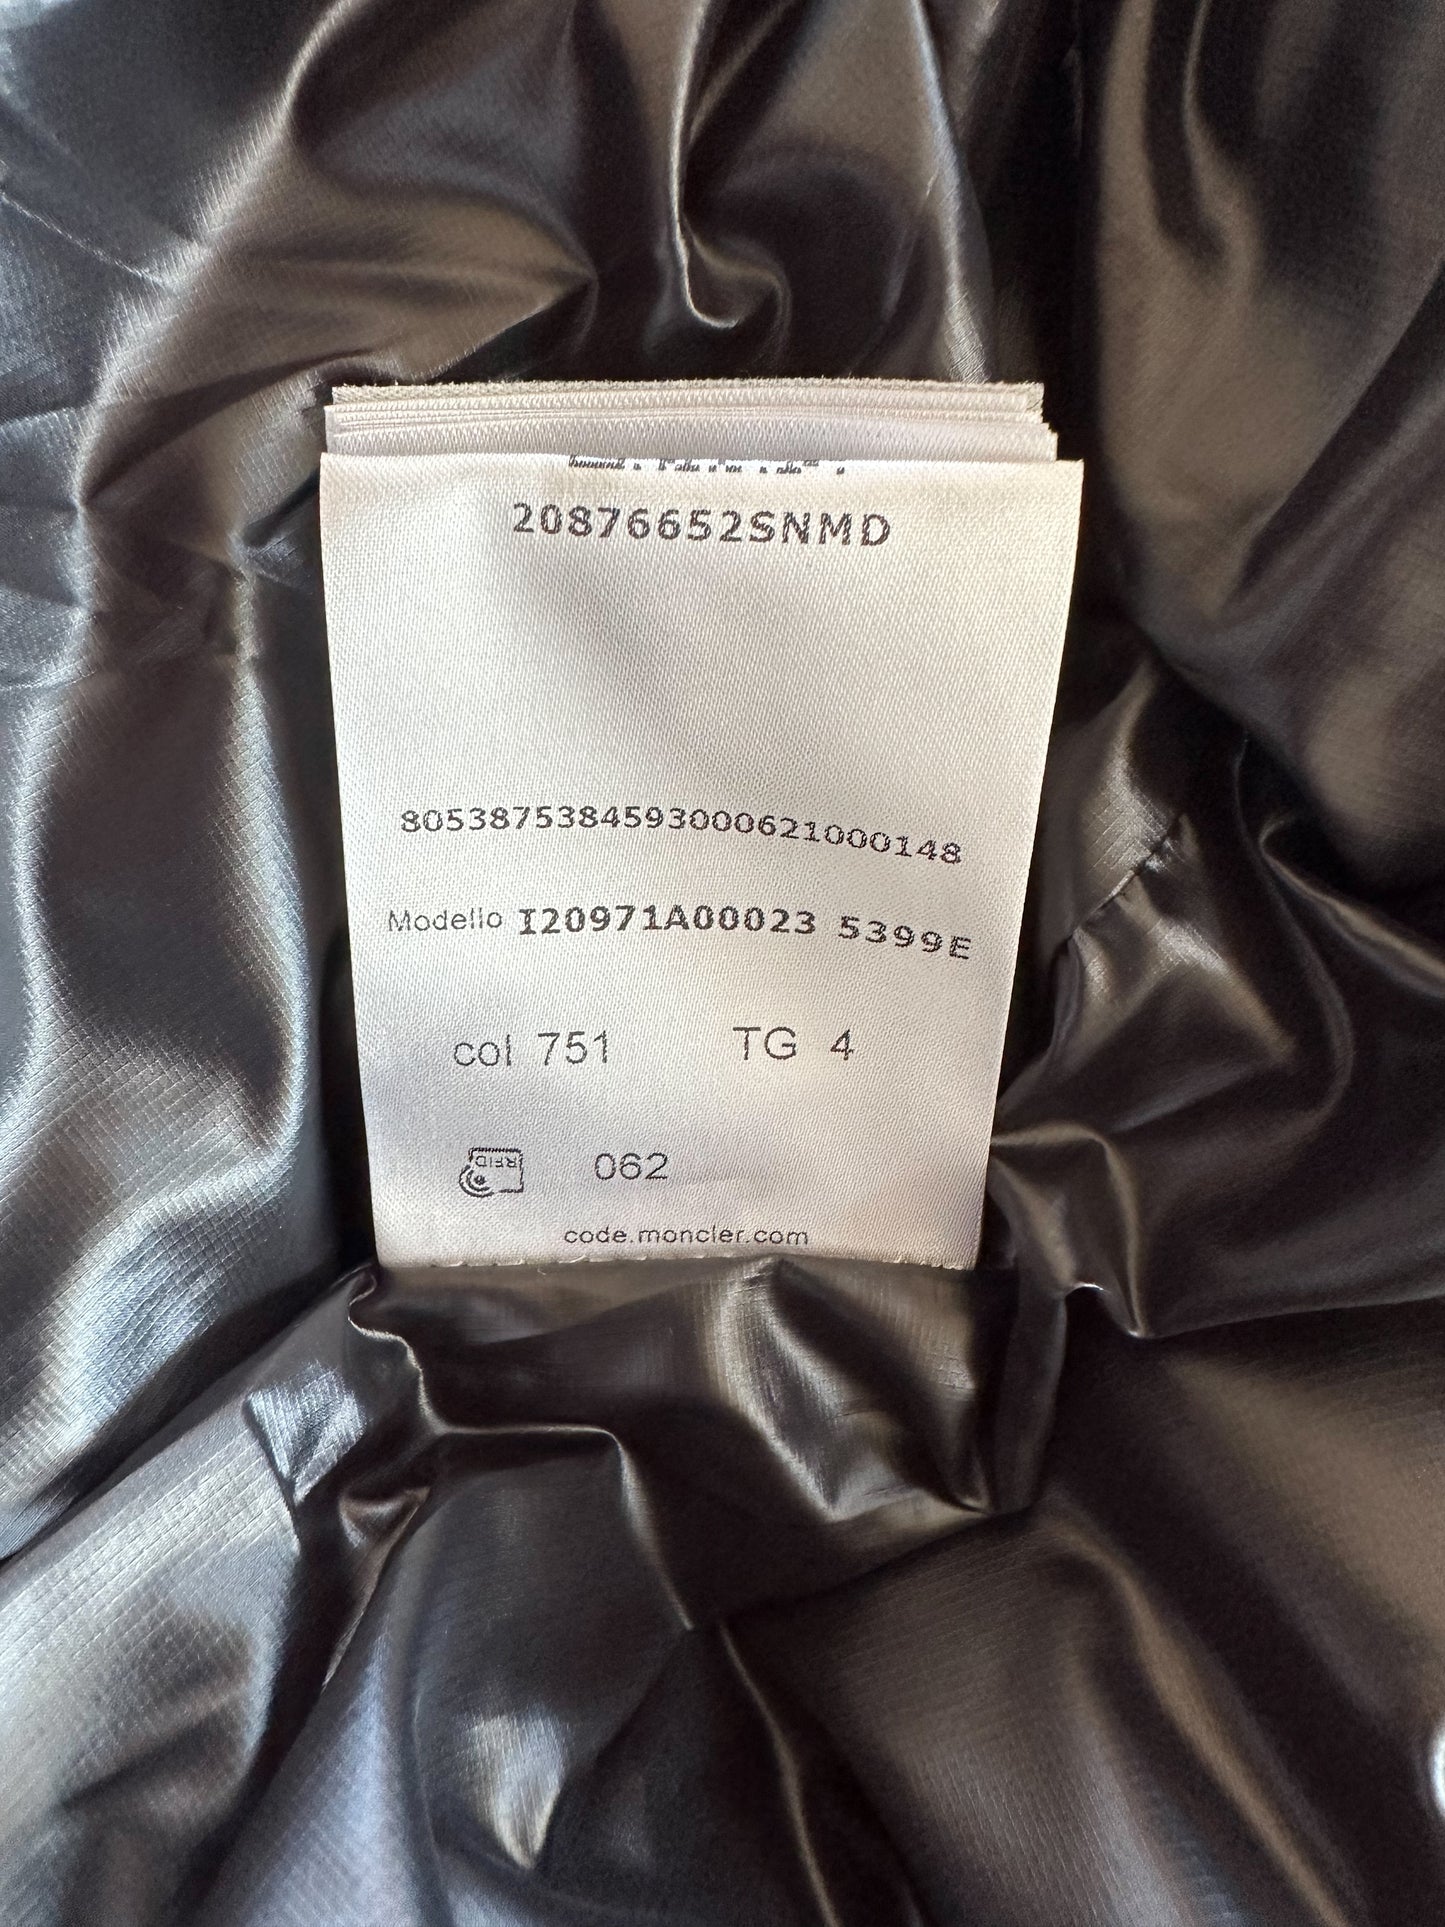 20876652SNMD
8053875384593000621000148
Modello I20971A00023 5399E
col 751 TG 4
RFID 062
code.moncler.com